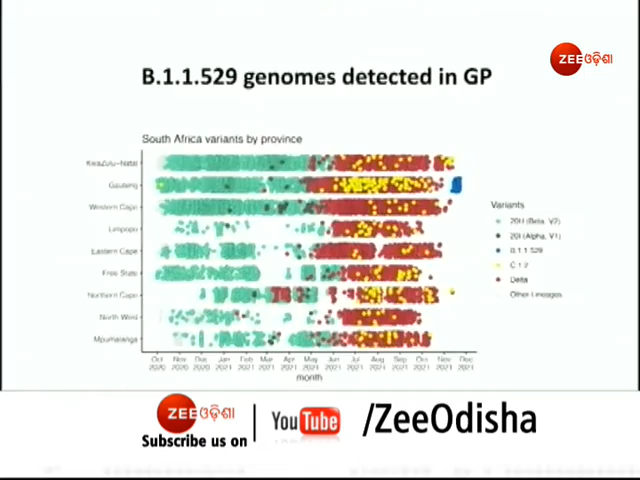 ZEE ଓଡ଼ିଶା
B.1.1.529 genomes detected in GP
South Africa variants by province
KwaZulu-Natal
Gauteng
Western Cape
Limpopo
Eastern Cape
Free State
Northern Cape
North West
Mpumalanga
Variants
20H (Beta, V2)
20I (Alpha, V1)
B.1.1.529
C.1.2
Delta
Other lineages
Oct Nov Dec Jan Feb Mar Apr May Jun Jul Aug Sep Oct Nov Dec
2020 2020 2020 2021 2021 2021 2021 2021 2021 2021 2021 2021 2021 2021 2021
month
ZEE ଓଡ଼ିଶା
Subscribe us on
You Tube
/ZeeOdisha